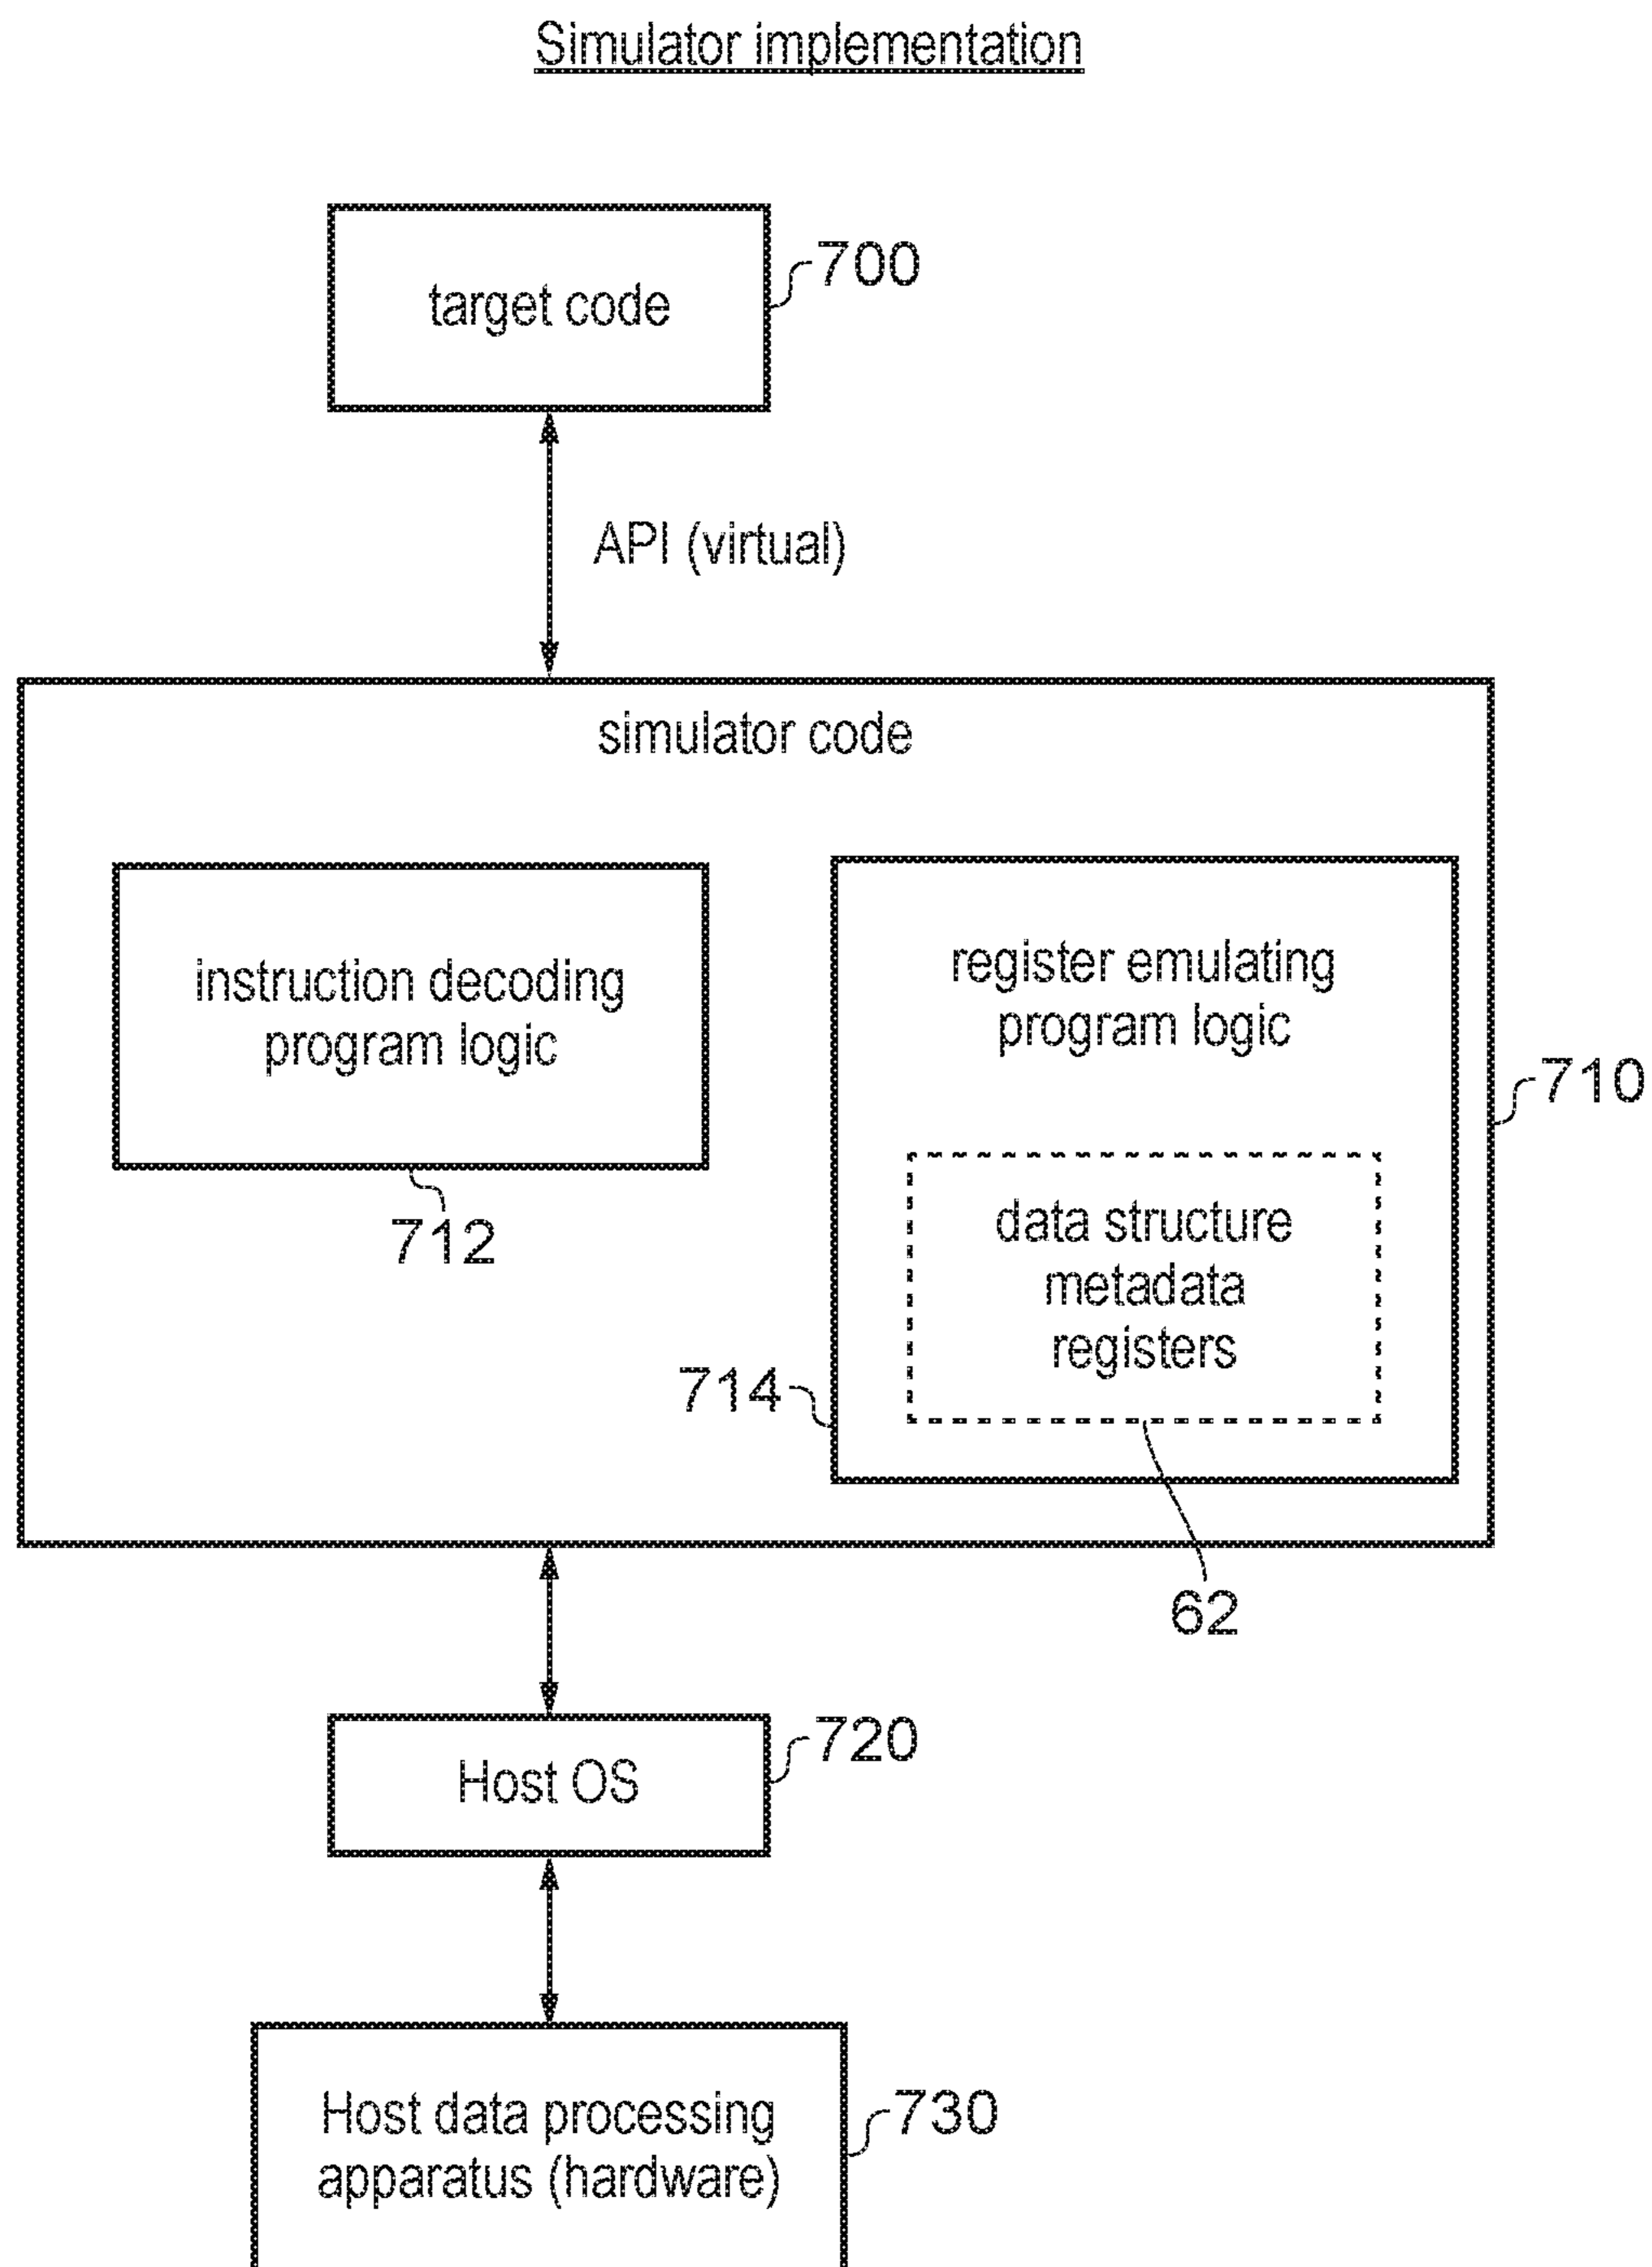 Simulator implementation
target code
700
API (virtual)
simulator code
instruction decoding
program logic
712
register emulating
program logic
data structure
metadata
registers
714
62
710
Host OS
720
Host data processing
apparatus (hardware)
730